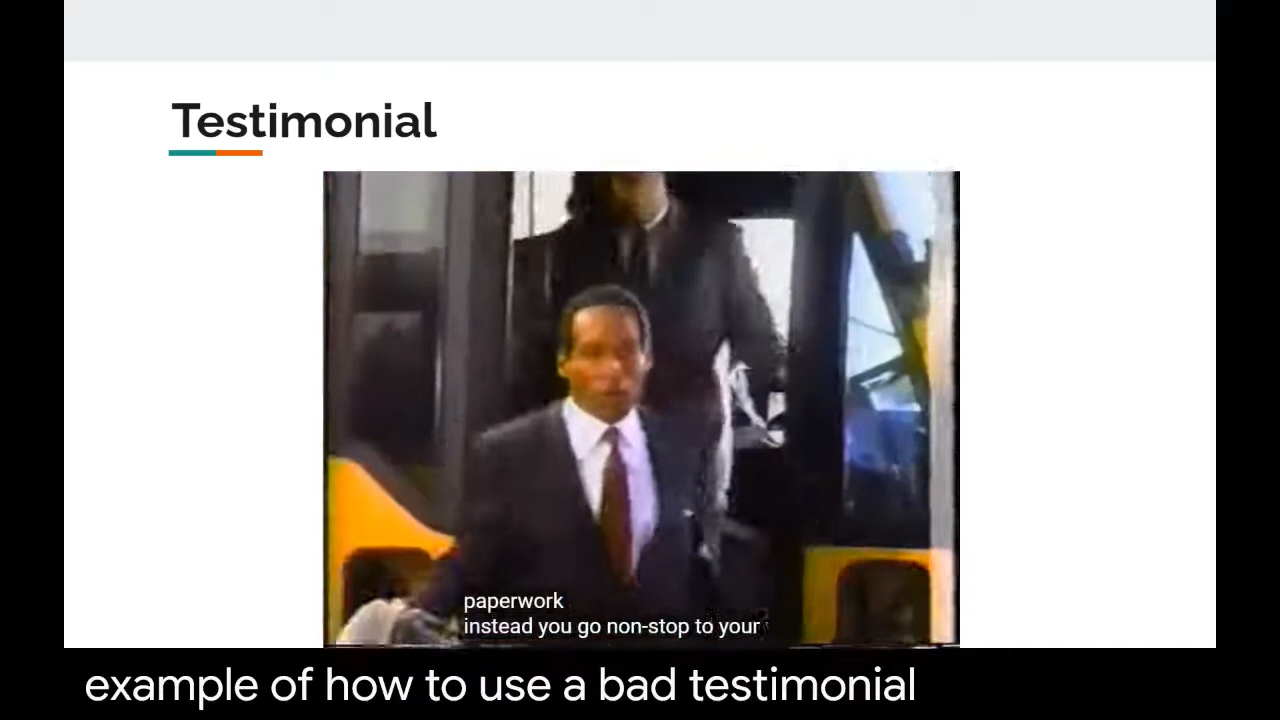 Testimonial
paperwork
instead you go non-stop to your
example of how to use a bad testimonial